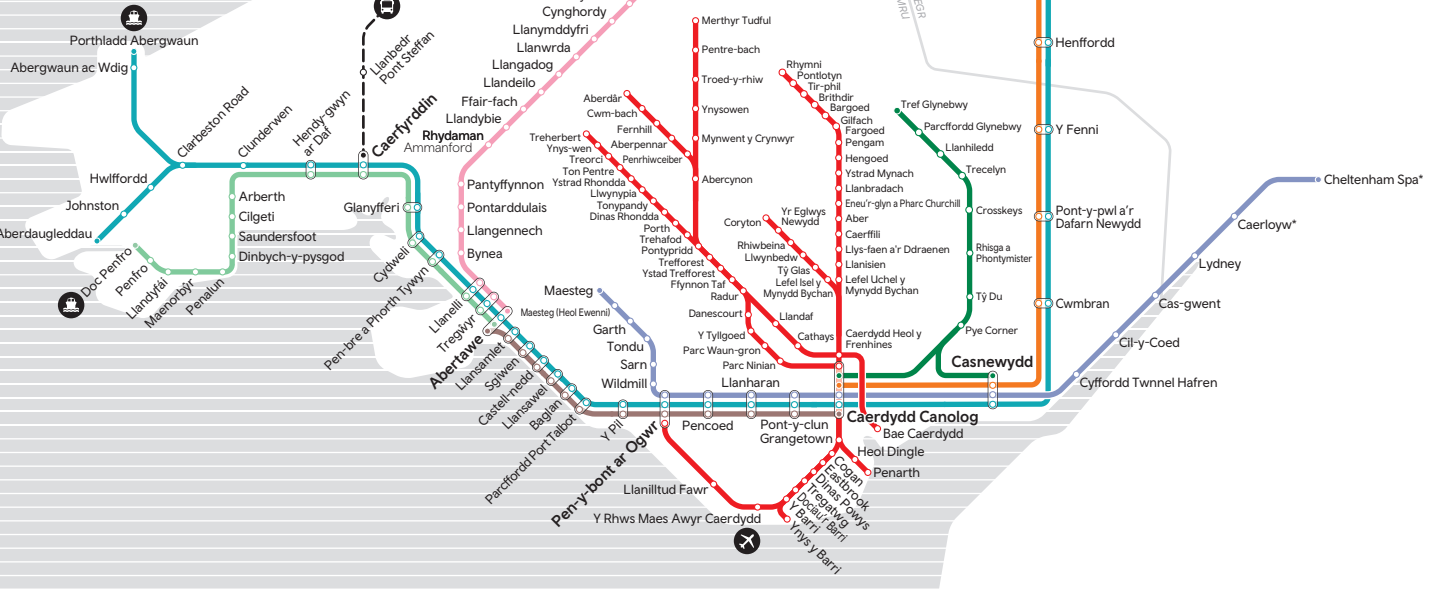 Porthladd Abergwaun
Abergwaun ac Wdig
Clarbeston Road
Clunderwen
Hendy-gwyn
ar Daf
Llanbedr
Pont Steffan
Caerfyrddin
Hwlffordd
Johnston
Aberdaugleddau
Doc Penfro
Penfro
Llandyfái
Maenorbyr
Penalun
Arberth
Cilgeti
Saundersfoot
Dinbych-y-pysgod
Glanyfferi
Cydweli
Pen-bre a Phorth Tywyn
Llanelli
Tregŵyr
Abertawe
Cynghordy
Llanymddyfri
Llanwrda
Llangadog
Llandeilo
Ffair-fach
Llandybie
Rhydaman
Ammanford
Pantyffynnon
Pontarddulais
Llangennech
Bynea
Llansamlet
Sgiwen
Castell-nedd
Llansawel
Baglan
Parcffordd Port Talbot
Y Pîl
Pen-y-bont ar Ogwr
Maesteg
Maesteg (Heol Ewenni)
Garth
Tondu
Sarn
Wildmill
Pencoed
Llanharan
Pont-y-clun
Merthyr Tudful
Pentre-bach
Troed-y-rhiw
Ynysowen
Mynwent y Crynwyr
Abercynon
Aberdâr
Cwm-bach
Fernhill
Aberpennar
Penrhiwceiber
Treherbert
Ynys-wen
Treorci
Ton Pentre
Ystrad Rhondda
Llwynypia
Tonypandy
Dinas Rhondda
Porth
Trehafod
Pontypridd
Trefforest
Ystad Trefforest
Ffynnon Taf
Radur
Danescourt
Y Tyllgoed
Parc Waun-gron
Parc Ninian
Llandaf
Cathays
Rhymni
Pontlotyn
Tir-phil
Brithdir
Bargoed
Gilfach
Fargoed
Pengam
Hengoed
Ystrad Mynach
Llanbradach
Eneu'r-glyn a Pharc Churchill
Aber
Caerffili
Llys-faen a'r Ddraenen
Llanisien
Lefel Uchel y
Mynydd Bychan
Coryton
Yr Eglwys
Newydd
Rhiwbeina
Llwynbedw
Tŷ Glas
Lefel Isel y
Mynydd Bychan
Caerdydd Heol y
Frenhines
Caerdydd Canolog
Bae Caerdydd
Grangetown
Heol Dingle
Penarth
Cogan
Eastbrook
Dinas Powys
Tregatwg
Dociau'r Barri
Y Barri
Ynys y Barri
Llanilltud Fawr
Y Rhws Maes Awyr Caerdydd
Tref Glynebwy
Parcffordd Glynebwy
Llanhiledd
Trecelyn
Crosskeys
Rhisga a
Phontymister
Tŷ Du
Pye Corner
Casnewydd
Henffordd
Y Fenni
Pont-y-pwl a'r
Dafarn Newydd
Cwmbran
Cheltenham Spa*
Caerloyw*
Lydney
Cas-gwent
Cil-y-Coed
Cyffordd Twnnel Hafren